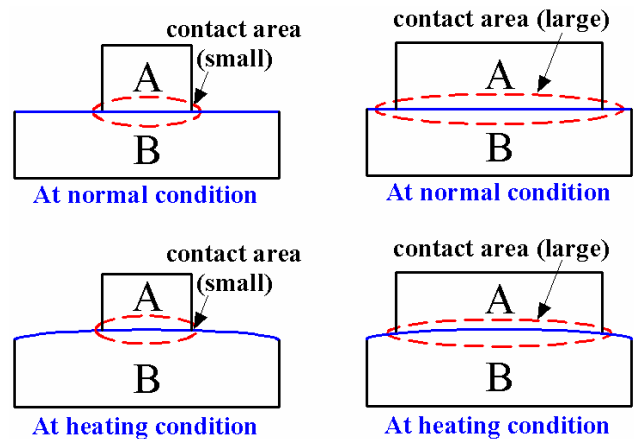 contact area
(small)
A
B
At normal condition
contact area (large)
A
B
At normal condition
contact area
(small)
A
B
At heating condition
contact area (large)
A
B
At heating condition